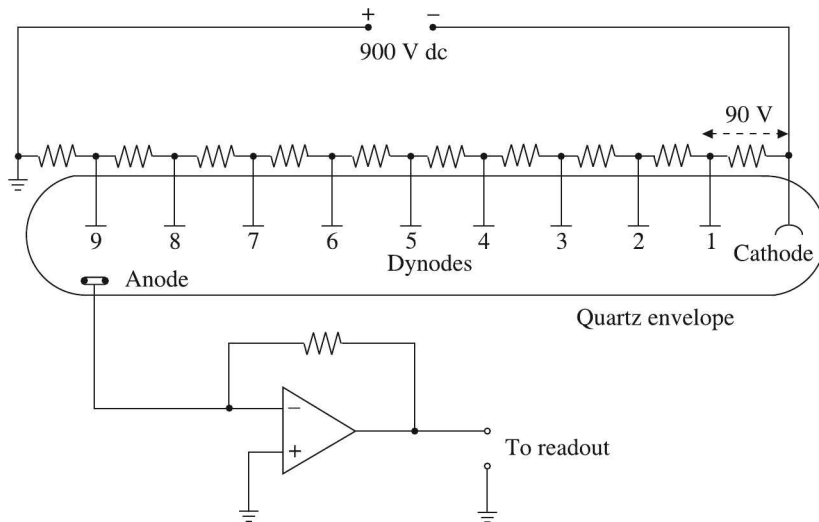 + −
900 V dc
90 V
9 8 7 6 5 4 3 2 1
Dynodes
Cathode
Anode
Quartz envelope
−
+
To readout